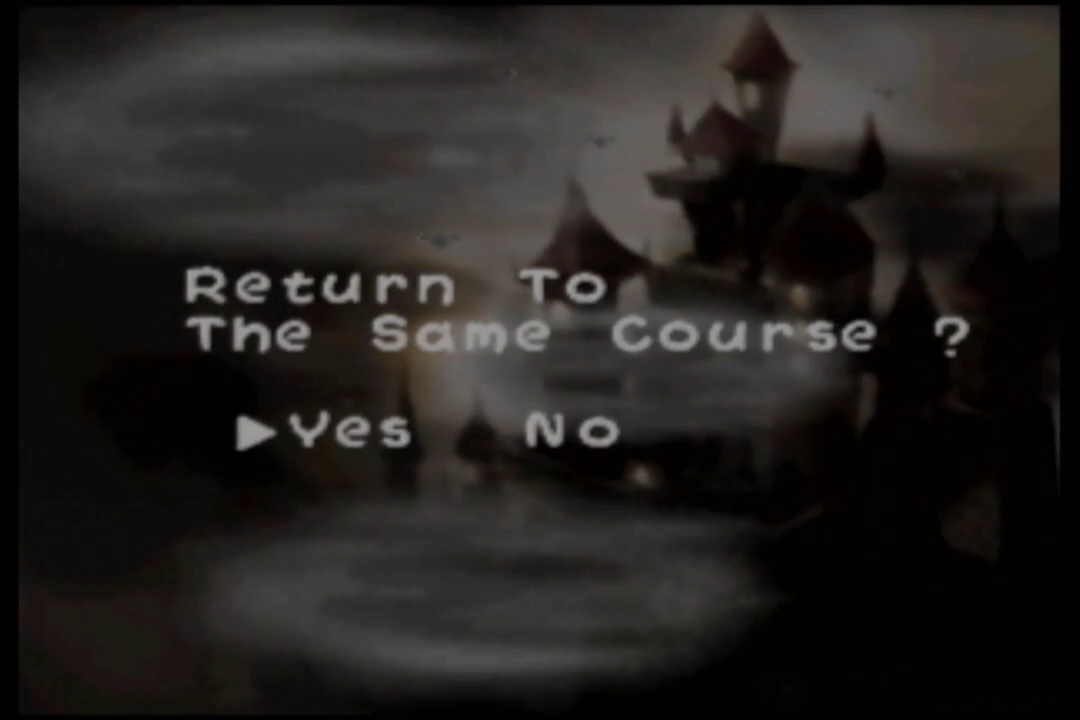 Return To
The Same Course ?
▶Yes No